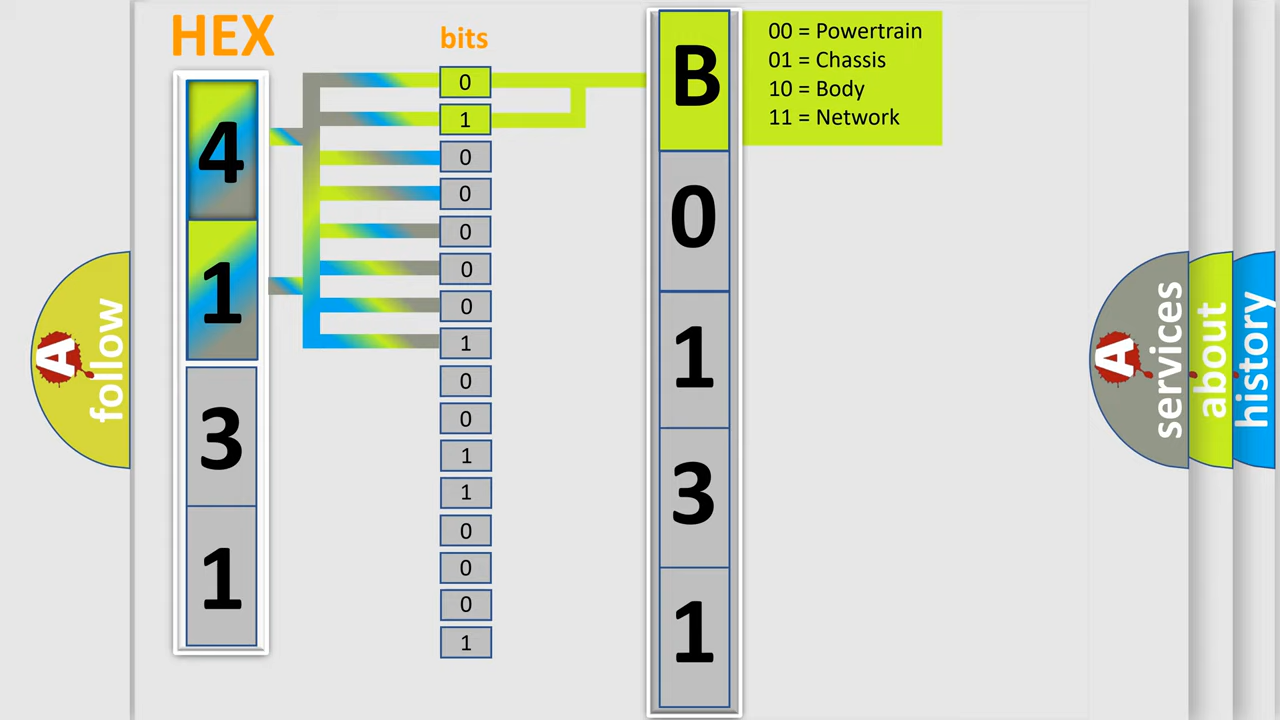 HEX
bits
4
1
3
1
0
1
0
0
0
0
0
1
0
0
1
1
0
0
0
1
B
0
1
3
1
00 = Powertrain
01 = Chassis
10 = Body
11 = Network
A
follow
A
services
about
history